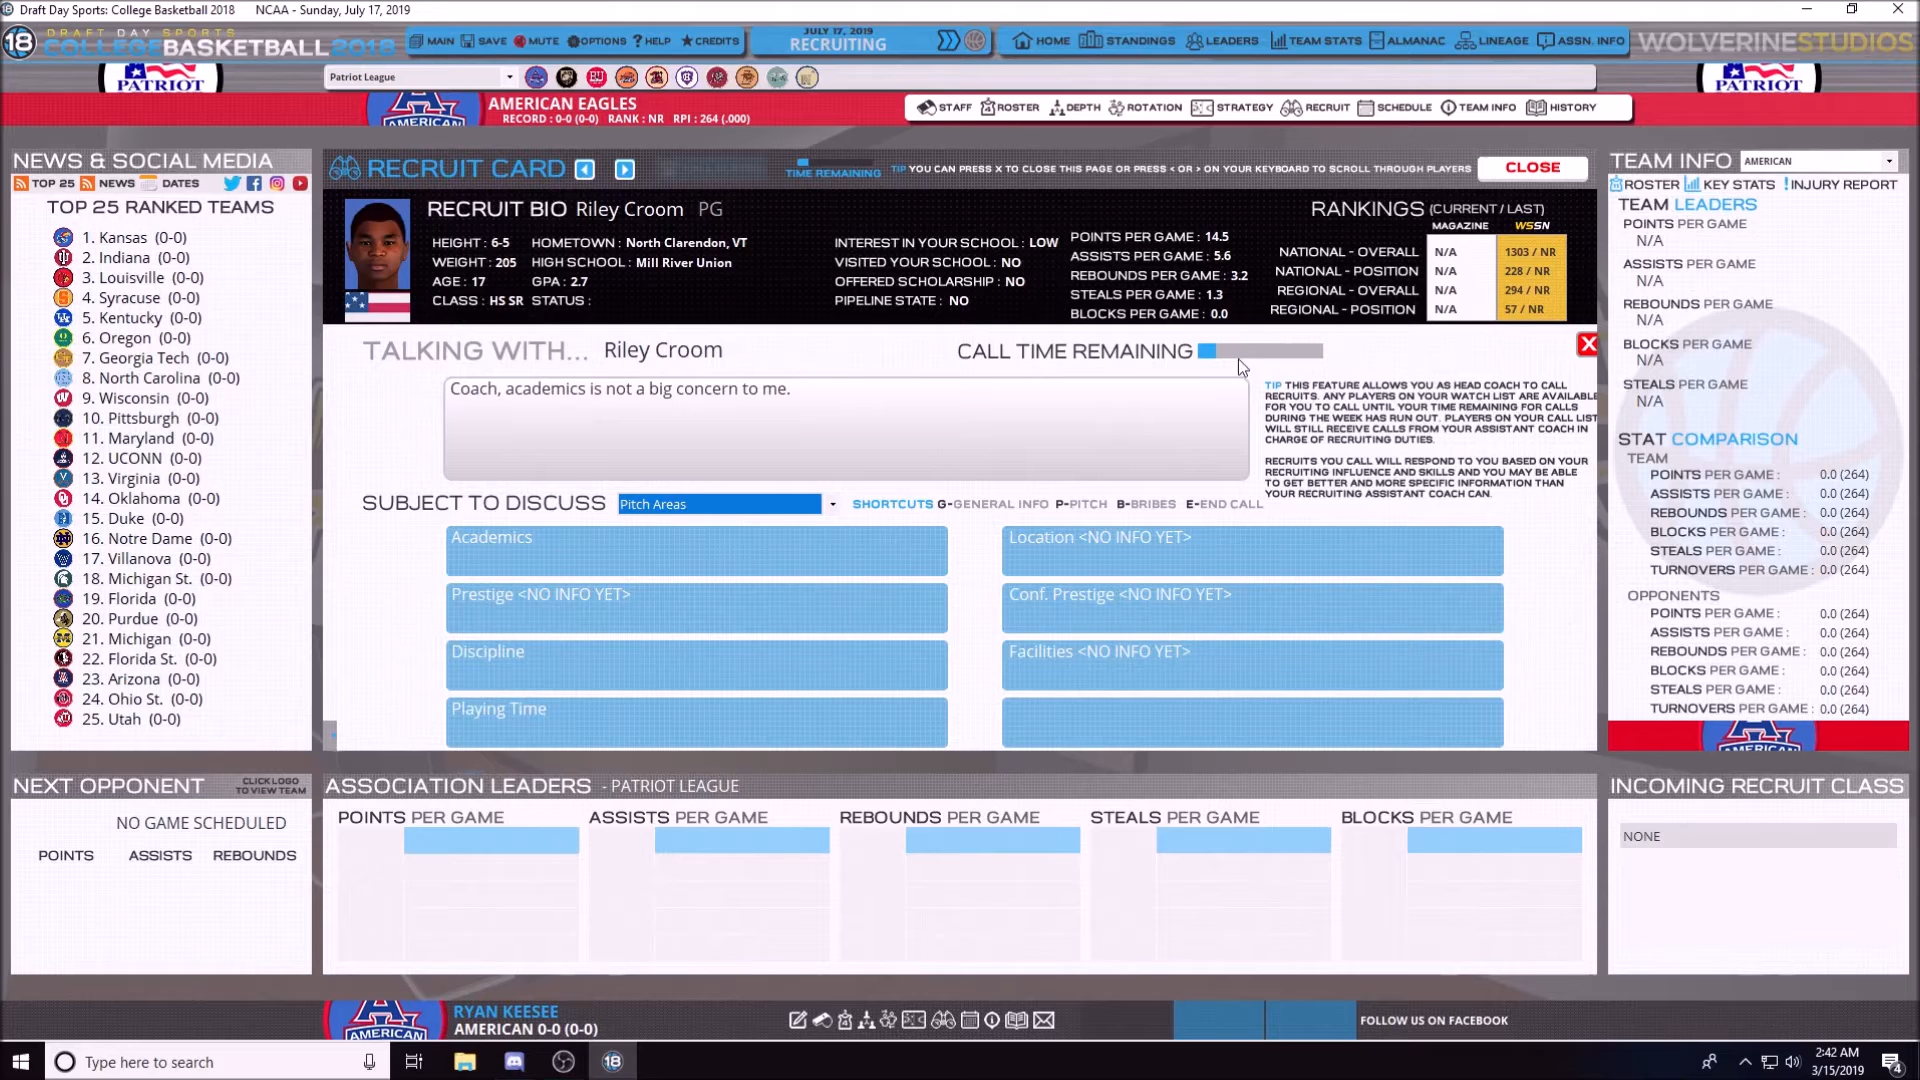 Draft Day Sports: College Basketball 2018 NCAA - Sunday, July 17, 2019
18 DRAFT DAY SPORTS
COLLEGE BASKETBALL 2018
MAIN SAVE MUTE OPTIONS ? HELP CREDITS
JULY 17, 2019
RECRUITING
HOME STANDINGS LEADERS TEAM STATS ALMANAC LINEAGE ASSN. INFO
WOLVERINESTUDIOS
PATRIOT
Patriot League
PATRIOT
AMERICAN
AMERICAN EAGLES
RECORD : 0-0 (0-0) RANK : NR RPI : 264 (.000)
STAFF ROSTER DEPTH ROTATION STRATEGY RECRUIT SCHEDULE TEAM INFO HISTORY
NEWS & SOCIAL MEDIA
TOP 25 NEWS DATES
TOP 25 RANKED TEAMS
1. Kansas (0-0)
2. Indiana (0-0)
3. Louisville (0-0)
4. Syracuse (0-0)
5. Kentucky (0-0)
6. Oregon (0-0)
7. Georgia Tech (0-0)
8. North Carolina (0-0)
9. Wisconsin (0-0)
10. Pittsburgh (0-0)
11. Maryland (0-0)
12. UCONN (0-0)
13. Virginia (0-0)
14. Oklahoma (0-0)
15. Duke (0-0)
16. Notre Dame (0-0)
17. Villanova (0-0)
18. Michigan St. (0-0)
19. Florida (0-0)
20. Purdue (0-0)
21. Michigan (0-0)
22. Florida St. (0-0)
23. Arizona (0-0)
24. Ohio St. (0-0)
25. Utah (0-0)
RECRUIT CARD
TIME REMAINING
TIP YOU CAN PRESS X TO CLOSE THIS PAGE OR PRESS < OR > ON YOUR KEYBOARD TO SCROLL THROUGH PLAYERS
CLOSE
RECRUIT BIO Riley Croom PG
HEIGHT : 6-5 HOMETOWN : North Clarendon, VT
WEIGHT : 205 HIGH SCHOOL : Mill River Union
AGE : 17 GPA : 2.7
CLASS : HS SR STATUS :
INTEREST IN YOUR SCHOOL : LOW
VISITED YOUR SCHOOL : NO
OFFERED SCHOLARSHIP : NO
PIPELINE STATE : NO
POINTS PER GAME : 14.5
ASSISTS PER GAME : 5.6
REBOUNDS PER GAME : 3.2
STEALS PER GAME : 1.3
BLOCKS PER GAME : 0.0
RANKINGS (CURRENT / LAST)
MAGAZINE WSSN
NATIONAL - OVERALL N/A 1303 / NR
NATIONAL - POSITION N/A 228 / NR
REGIONAL - OVERALL N/A 294 / NR
REGIONAL - POSITION N/A 57 / NR
TALKING WITH... Riley Croom
CALL TIME REMAINING
X
Coach, academics is not a big concern to me.
TIP THIS FEATURE ALLOWS YOU AS HEAD COACH TO CALL
RECRUITS. ANY PLAYERS ON YOUR WATCH LIST ARE AVAILABLE
FOR YOU TO CALL UNTIL YOUR TIME REMAINING FOR CALLS
DURING THE WEEK HAS RUN OUT. PLAYERS ON YOUR CALL LIST
WILL STILL RECEIVE CALLS FROM YOUR ASSISTANT COACH IN
CHARGE OF RECRUITING DUTIES.
RECRUITS YOU CALL WILL RESPOND TO YOU BASED ON YOUR
RECRUITING INFLUENCE AND SKILLS AND YOU MAY BE ABLE
TO GET BETTER AND MORE SPECIFIC INFORMATION THAN
YOUR RECRUITING ASSISTANT COACH CAN.
SUBJECT TO DISCUSS Pitch Areas
SHORTCUTS G-GENERAL INFO P-PITCH B-BRIBES E-END CALL
Academics
Location <NO INFO YET>
Prestige <NO INFO YET>
Conf. Prestige <NO INFO YET>
Discipline
Facilities <NO INFO YET>
Playing Time
TEAM INFO AMERICAN
ROSTER KEY STATS INJURY REPORT
TEAM LEADERS
POINTS PER GAME
N/A
ASSISTS PER GAME
N/A
REBOUNDS PER GAME
N/A
BLOCKS PER GAME
N/A
STEALS PER GAME
N/A
STAT COMPARISON
TEAM
POINTS PER GAME : 0.0 (264)
ASSISTS PER GAME : 0.0 (264)
REBOUNDS PER GAME : 0.0 (264)
BLOCKS PER GAME : 0.0 (264)
STEALS PER GAME : 0.0 (264)
TURNOVERS PER GAME : 0.0 (264)
OPPONENTS
POINTS PER GAME : 0.0 (264)
ASSISTS PER GAME : 0.0 (264)
REBOUNDS PER GAME : 0.0 (264)
BLOCKS PER GAME : 0.0 (264)
STEALS PER GAME : 0.0 (264)
TURNOVERS PER GAME : 0.0 (264)
AMERICAN
NEXT OPPONENT
CLICK LOGO
TO VIEW TEAM
NO GAME SCHEDULED
POINTS ASSISTS REBOUNDS
ASSOCIATION LEADERS - PATRIOT LEAGUE
POINTS PER GAME ASSISTS PER GAME REBOUNDS PER GAME STEALS PER GAME BLOCKS PER GAME
INCOMING RECRUIT CLASS
NONE
AMERICAN
RYAN KEESEE
AMERICAN 0-0 (0-0)
FOLLOW US ON FACEBOOK
Type here to search
18
2:42 AM
3/15/2019
4